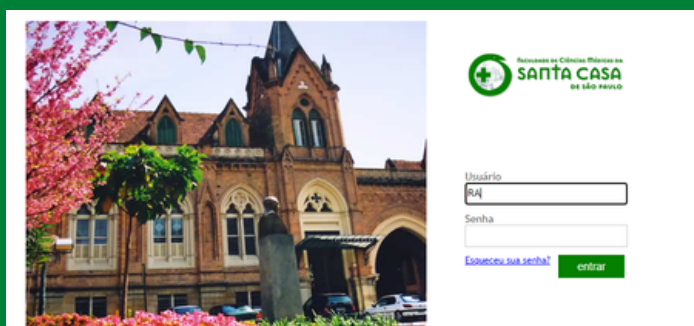 Faculdade de Ciências Médicas da
SANTA CASA
DE SÃO PAULO
Usuário
RA
Senha
Esqueceu sua senha?
entrar